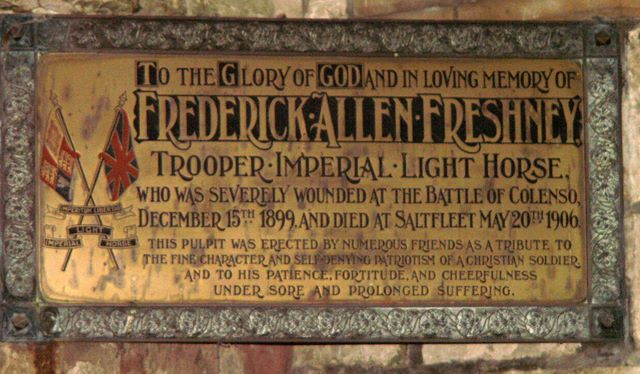 TO THE GLORY OF GOD AND IN LOVING MEMORY OF
FREDERICK·ALLEN·FRESHNEY,
TROOPER·IMPERIAL·LIGHT HORSE,
WHO WAS SEVERELY WOUNDED AT THE BATTLE OF COLENSO,
DECEMBER 15TH 1899, AND DIED AT SALTFLEET MAY 20TH 1906.
THIS PULPIT WAS ERECTED BY NUMEROUS FRIENDS AS A TRIBUTE TO
THE FINE CHARACTER AND SELF-DENYING PATRIOTISM OF A CHRISTIAN SOLDIER
AND TO HIS PATIENCE, FORTITUDE, AND CHEERFULNESS
UNDER SORE AND PROLONGED SUFFERING.
IMPERIUM
LIGHT
IMPERIAL HORSE